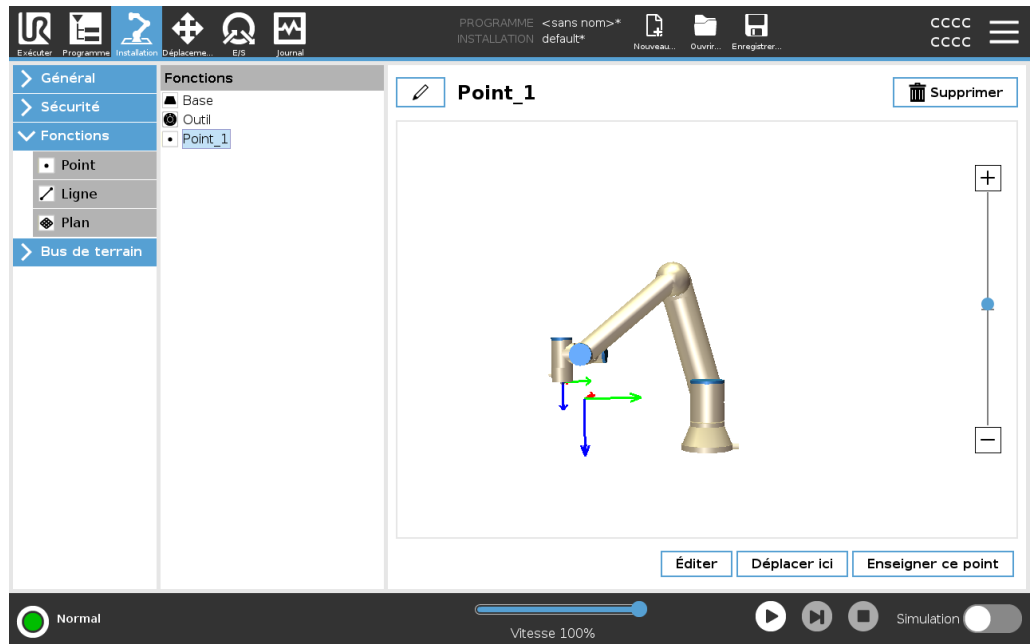 PROGRAMME <sans nom>*
INSTALLATION default*
Exécuter Programme Installation Déplaceme... E/S Journal
Nouveau... Ouvrir... Enregistrer...
CCCC
CCCC
Général
Sécurité
Fonctions
Point
Ligne
Plan
Bus de terrain
Fonctions
Base
Outil
Point_1
Point_1
Supprimer
Éditer Déplacer ici Enseigner ce point
Normal
Vitesse 100%
Simulation